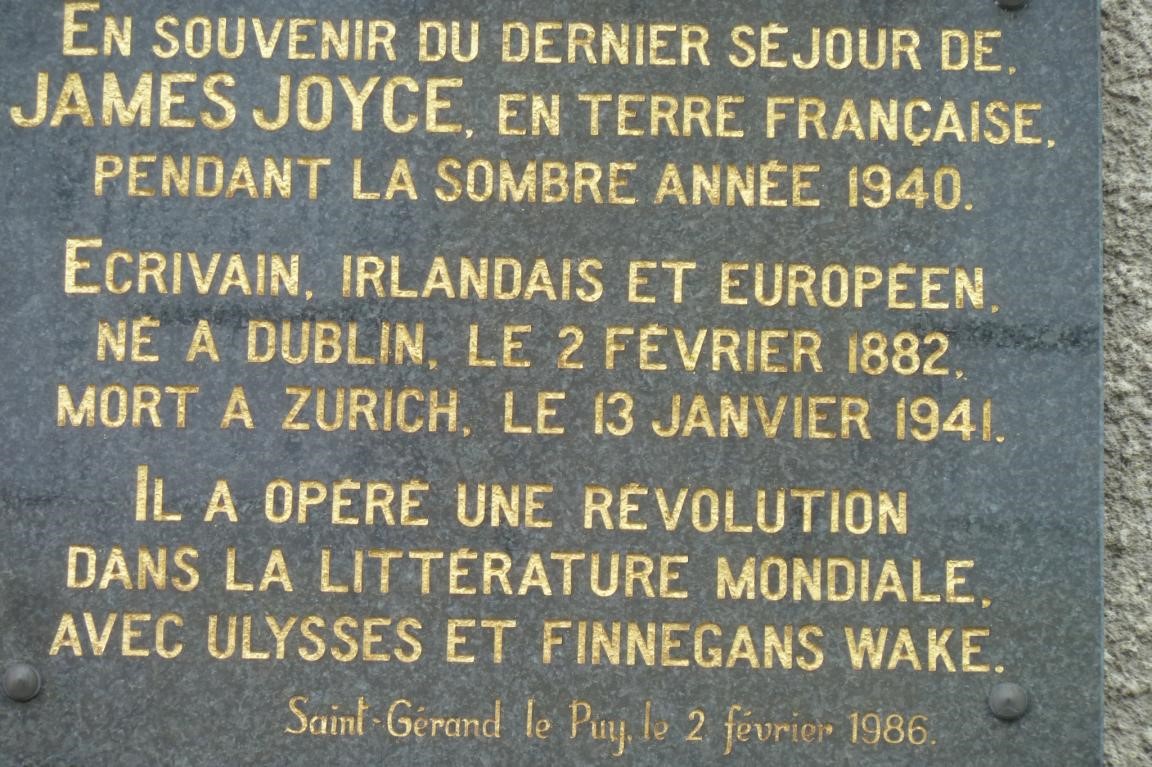 EN SOUVENIR DU DERNIER SÉJOUR DE,
JAMES JOYCE, EN TERRE FRANÇAISE,
PENDANT LA SOMBRE ANNÉE 1940.
ECRIVAIN, IRLANDAIS ET EUROPÉEN,
NÉ A DUBLIN, LE 2 FÉVRIER 1882,
MORT A ZURICH, LE 13 JANVIER 1941.
IL A OPÉRÉ UNE RÉVOLUTION
DANS LA LITTÉRATURE MONDIALE,
AVEC ULYSSES ET FINNEGANS WAKE.
Saint-Gérand le Puy, le 2 février 1986.